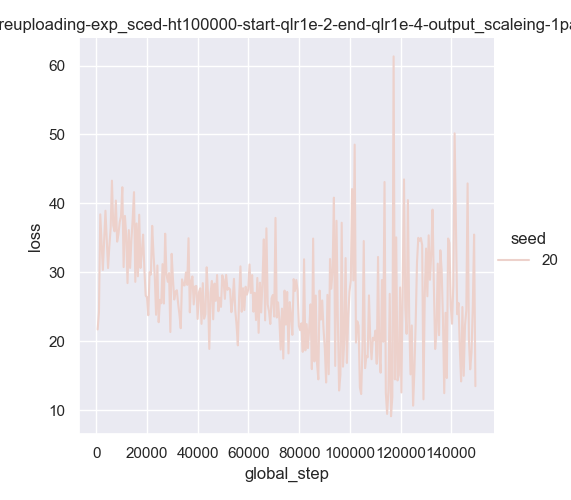 reuploading-exp_sced-ht100000-start-qlr1e-2-end-qlr1e-4-output_scaleing-1pa
60
50
40
30
20
10
loss
seed
20
0 20000 40000 60000 80000 100000 120000 140000
global_step